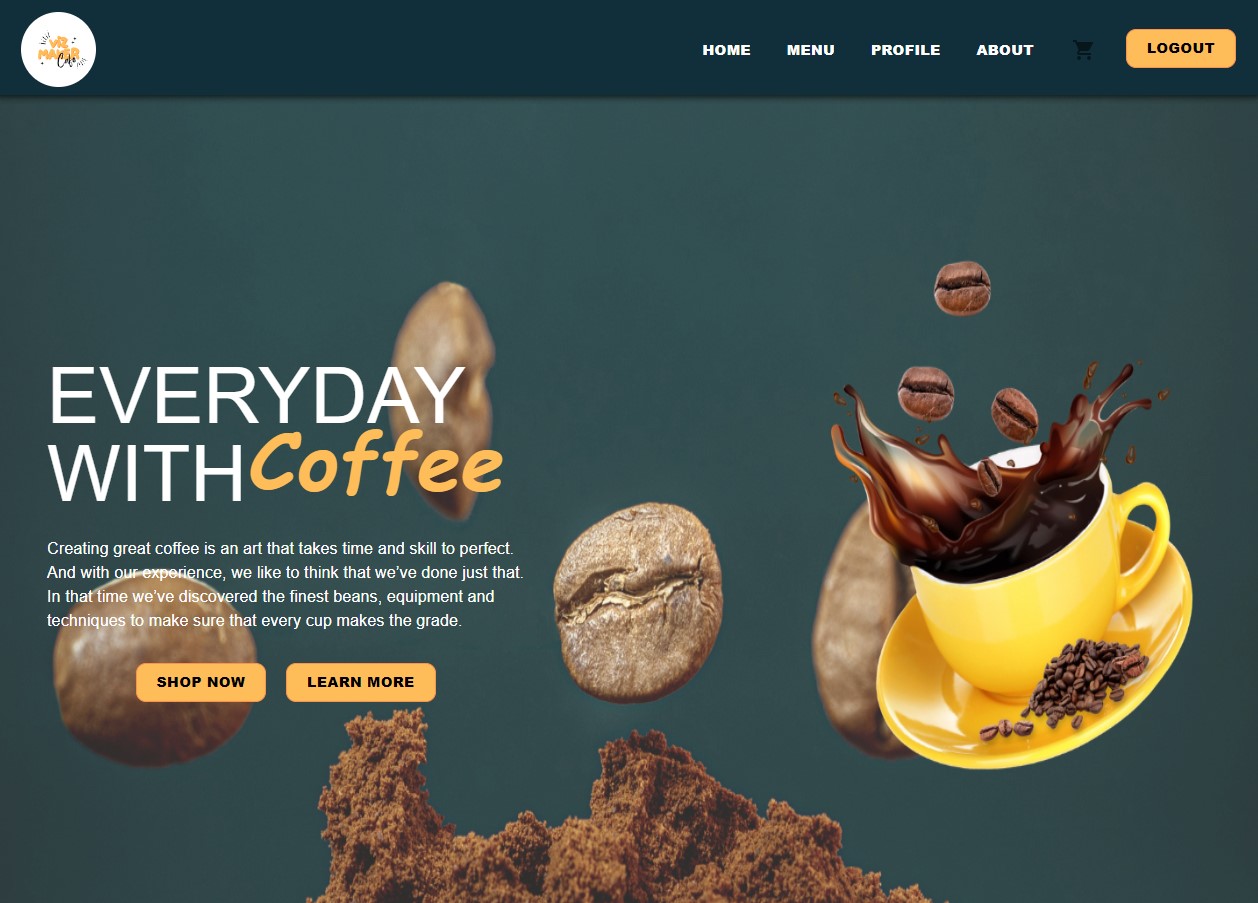 VIZ
MAKER
Cafe
HOME MENU PROFILE ABOUT LOGOUT
EVERYDAY
WITH Coffee
Creating great coffee is an art that takes time and skill to perfect.
And with our experience, we like to think that we’ve done just that.
In that time we’ve discovered the finest beans, equipment and
techniques to make sure that every cup makes the grade.
SHOP NOW LEARN MORE